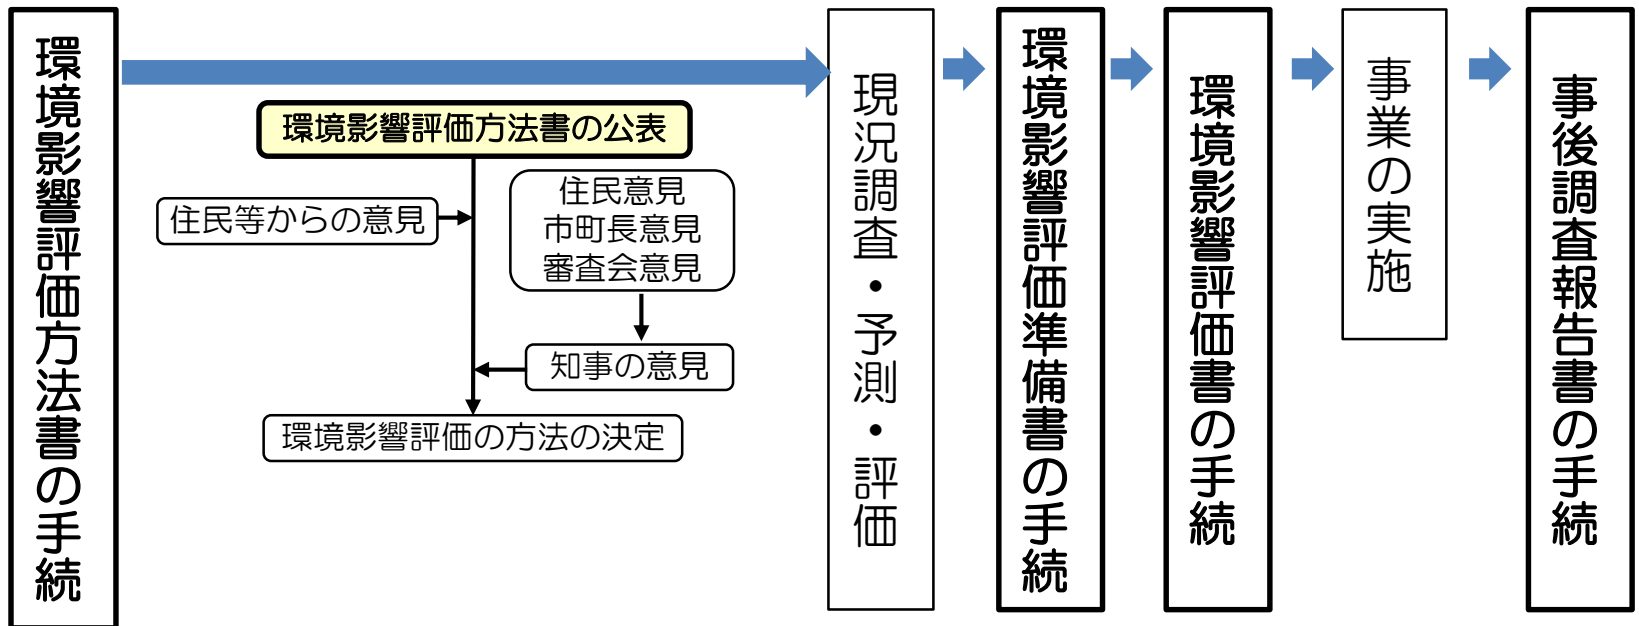 環境影響評価方法書の手続
環境影響評価方法書の公表
住民等からの意見
住民意見
市町長意見
審査会意見
知事の意見
環境影響評価の方法の決定
現況調査・予測・評価
環境影響評価準備書の手続
環境影響評価書の手続
事業の実施
事後調査報告書の手続